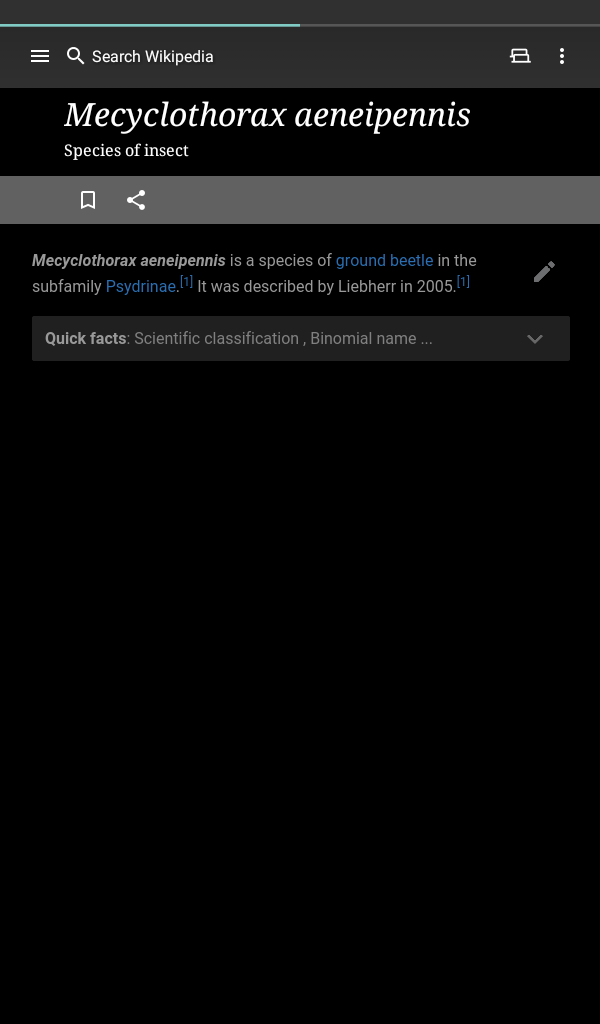 Search Wikipedia
Mecyclothorax aeneipennis
Species of insect
Mecyclothorax aeneipennis is a species of ground beetle in the
subfamily Psydrinae.[1] It was described by Liebherr in 2005.[1]
Quick facts: Scientific classification , Binomial name ...